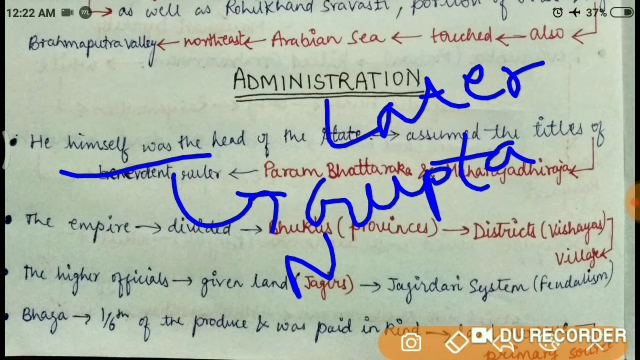 12:22 AM 37%
as well as Rohilkhand Sravasti, portion of
Brahmaputra valley ← northeast ← Arabian Sea ← touched ← also ←
ADMINISTRATION
Later
• He himself was the head of the state. → assumed the titles of
benevolent ruler ← Param Bhattaraka & Maharajadhiraja ←
Gupta
• The empire → divided → Bhuktis (provinces) → Districts (Vishayas)
village ←
N
• The higher officials → given land (Jagirs) → Jagirdari System (Feudalism)
• Bhaga → 1/6th of the produce & was paid in kind →
DU RECORDER
primary source